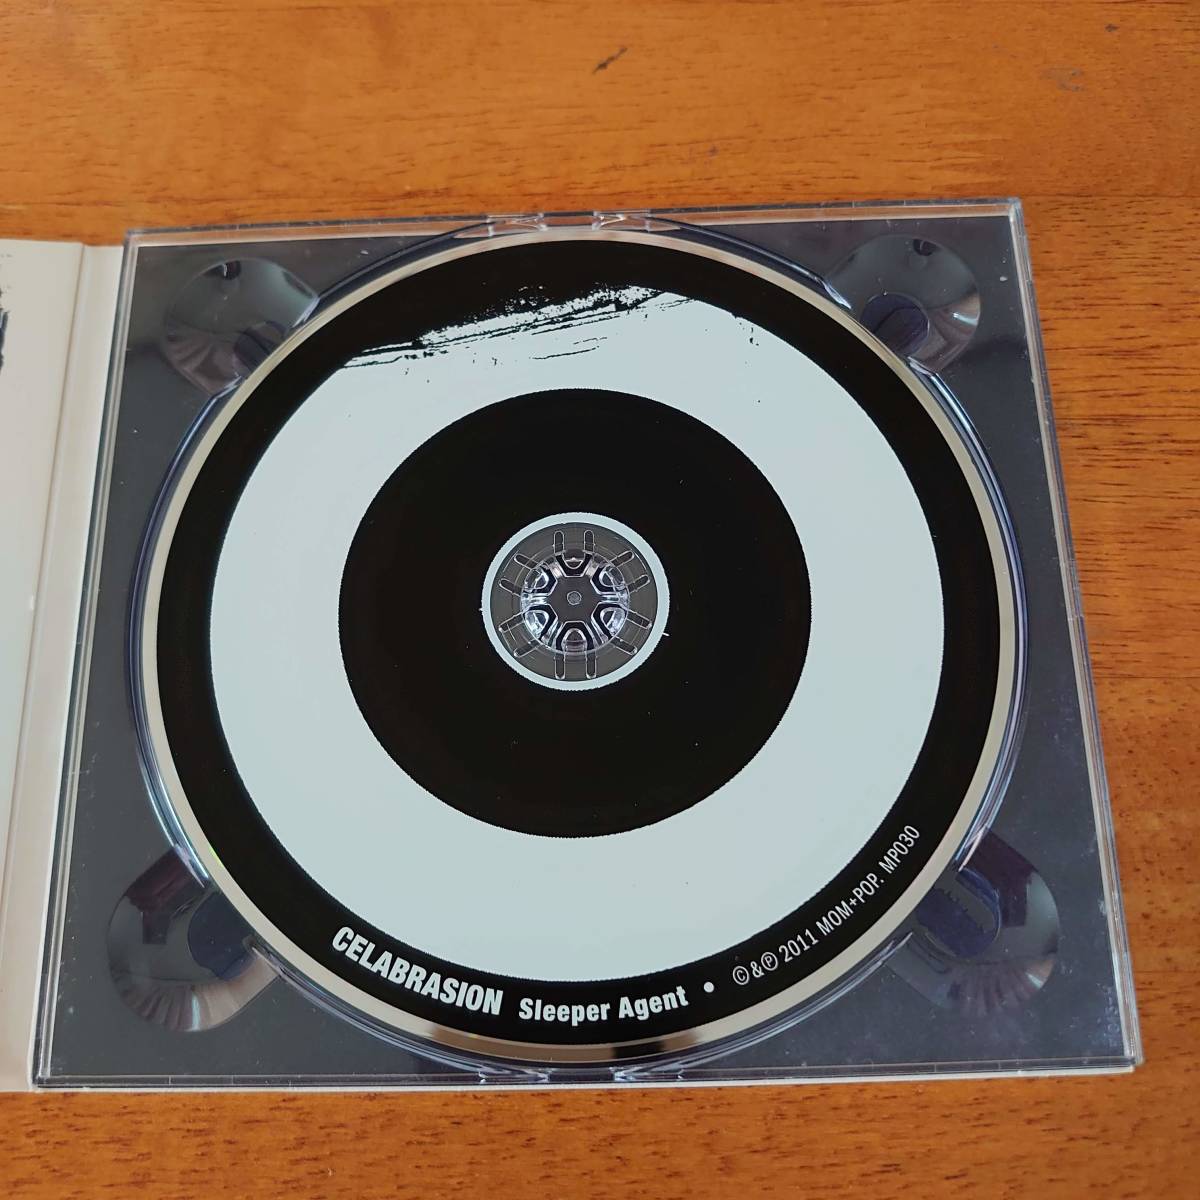 CELABRASION Sleeper Agent • ©&℗ 2011 MOM+POP. MP030